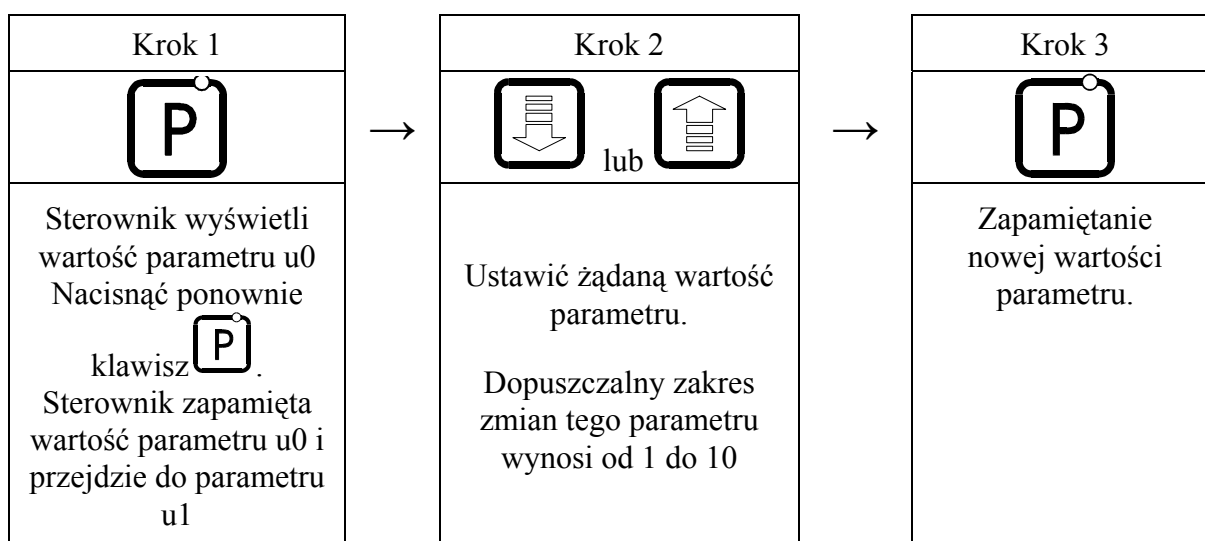 Krok 1
P
Sterownik wyświetli
wartość parametru u0
Nacisnąć ponownie
klawisz P.
Sterownik zapamięta
wartość parametru u0 i
przejdzie do parametru
u1
→
Krok 2
lub
Ustawić żądaną wartość
parametru.
Dopuszczalny zakres
zmian tego parametru
wynosi od 1 do 10
→
Krok 3
P
Zapamiętanie
nowej wartości
parametru.